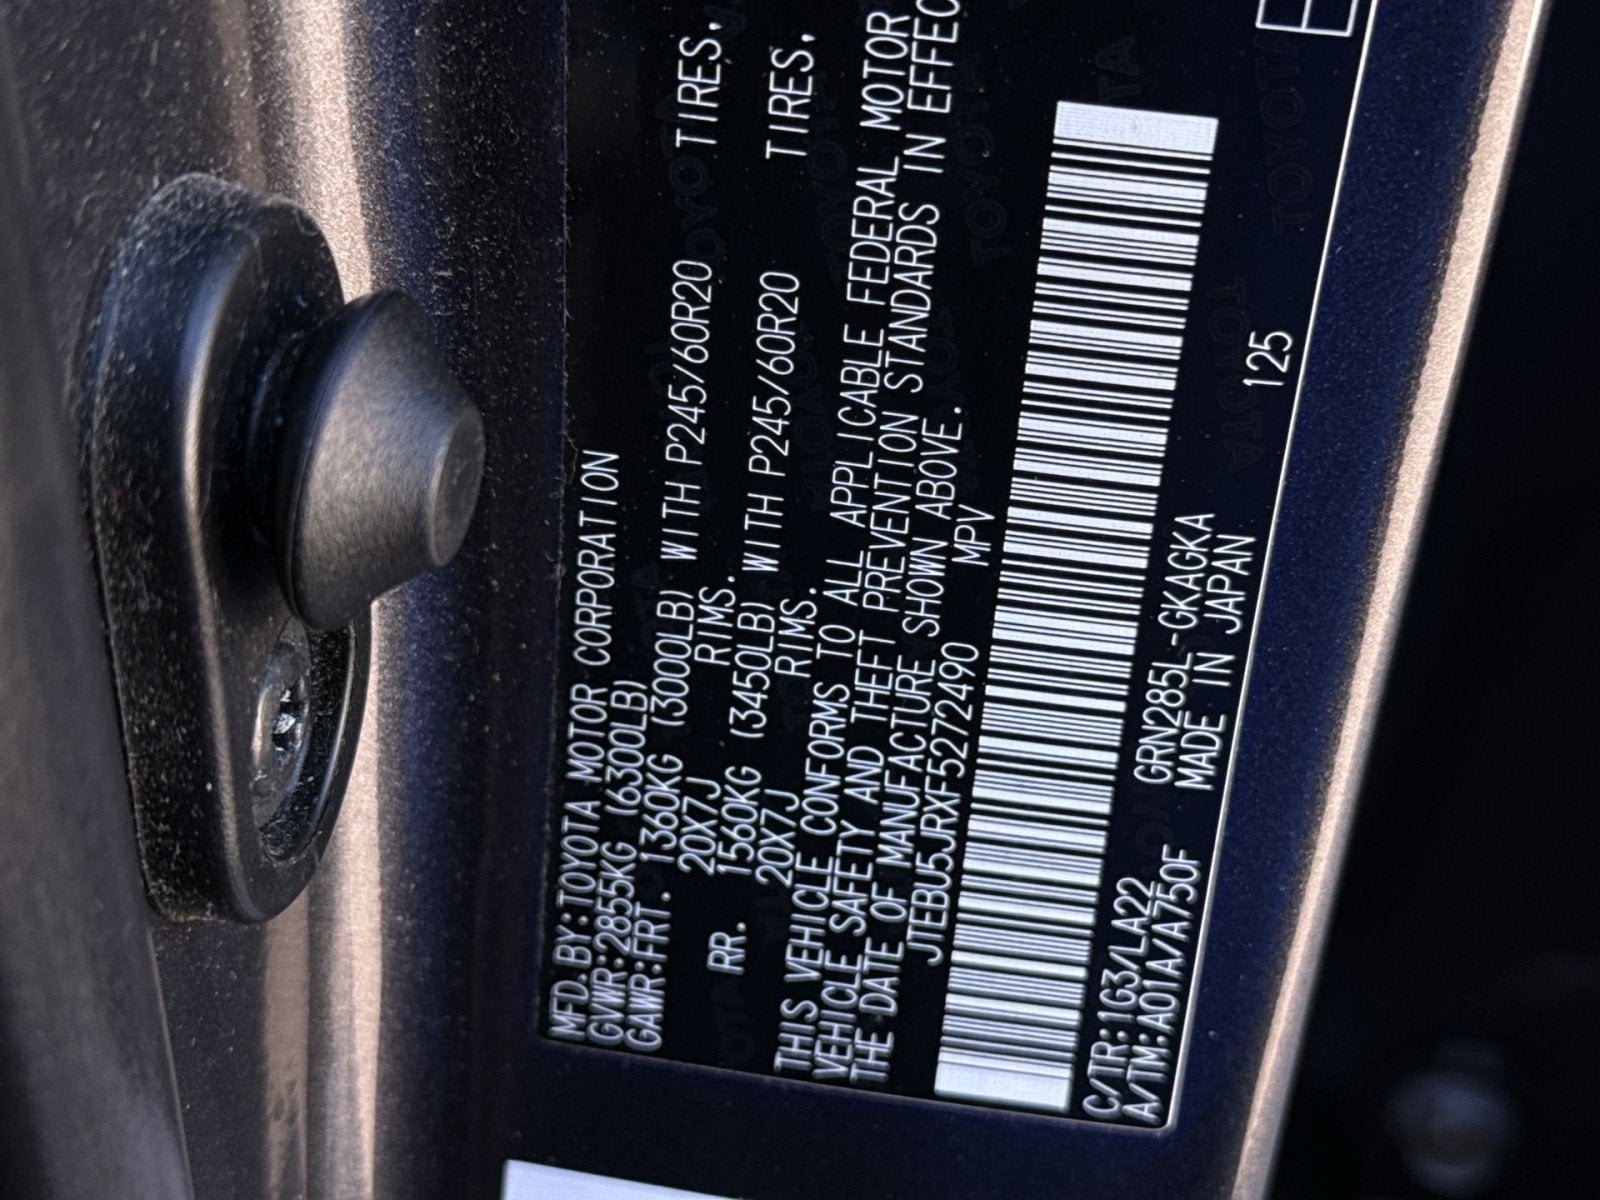 MFD.BY:TOYOTA MOTOR CORPORATION
GVWR:2855KG (6300LB)
GAWR:FRT. 1360KG (3000LB) WITH P245/60R20 TIRES,
20X7J RIMS.
RR. 1560KG (3450LB) WITH P245/60R20 TIRES,
20X7J RIMS.
THIS VEHICLE CONFORMS TO ALL APPLICABLE FEDERAL MOTOR
VEHICLE SAFETY AND THEFT PREVENTION STANDARDS IN EFFEC
THE DATE OF MANUFACTURE SHOWN ABOVE.
JTEBU5JRXF5272490 MPV
C/TR:1G3/LA22 GRN285L-GKAGKA 125
A/TM:A01A/A750F MADE IN JAPAN